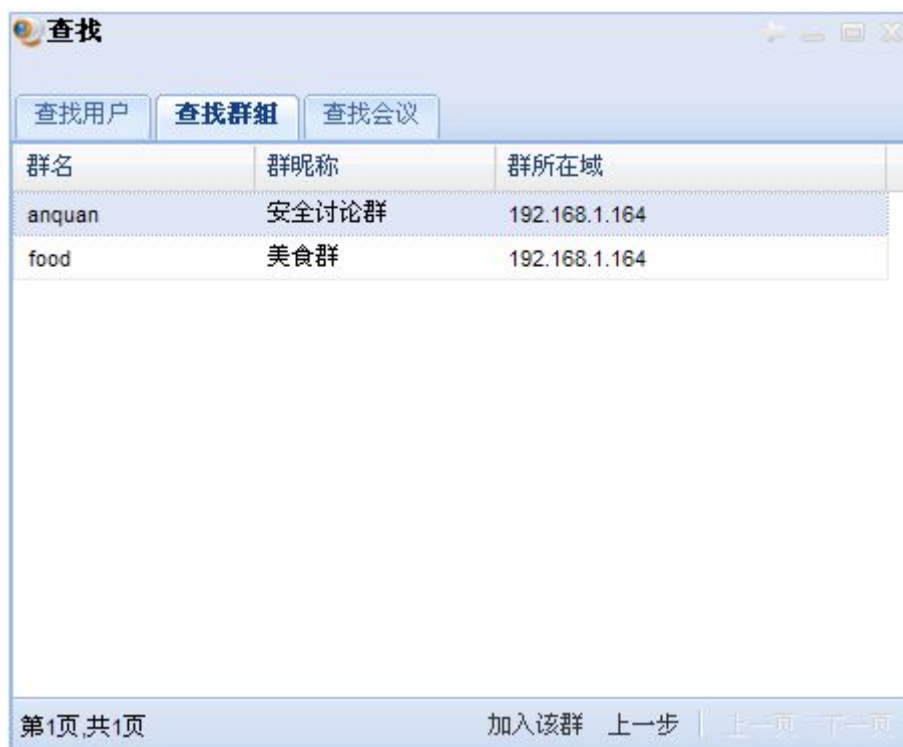 查找
查找用户 查找群组 查找会议
群名 群昵称 群所在域
anquan 安全讨论群 192.168.1.164
food 美食群 192.168.1.164
第1页,共1页 加入该群 上一步 上一页 下一页